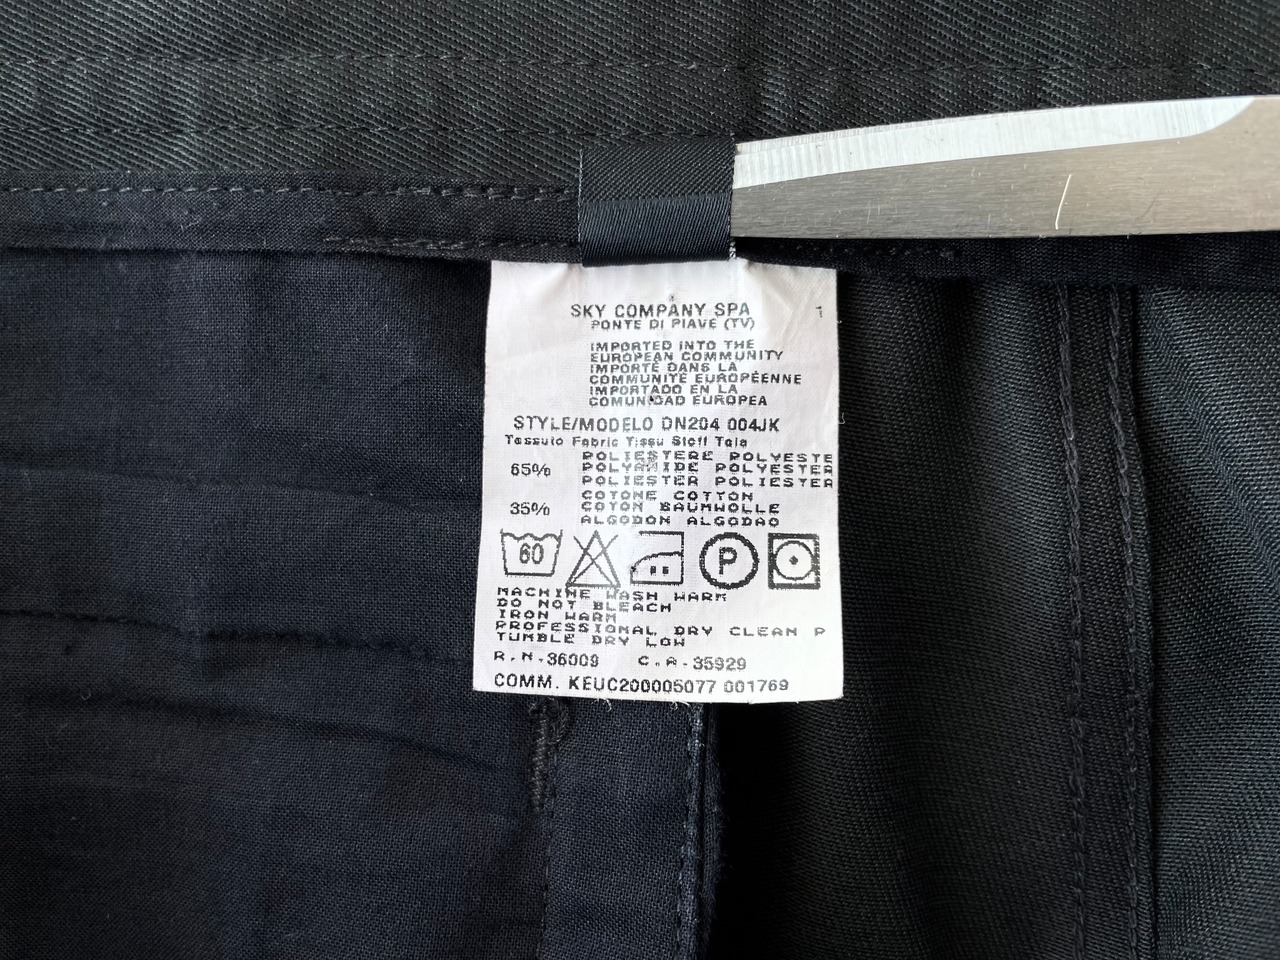 SKY COMPANY SPA 1
PONTE DI PIAVE (TV)
IMPORTED INTO THE
EUROPEAN COMMUNITY
IMPORTÉ DANS LA
COMMUNITÉ EUROPÉENNE
IMPORTADO EN LA
COMUNIDAD EUROPEA
STYLE/MODELO DN204 004JK
Tessuto Fabric Tissu Stoff Tela
65% POLIESTERE POLYESTE
POLYAMIDE POLYESTER
POLIESTER POLIESTER
35% COTONE COTTON
COTON BAUMWOLLE
ALGODON ALGODAO
60 P
MACHINE WASH WARM
DO NOT BLEACH
IRON WARM
PROFESSIONAL DRY CLEAN P
TUMBLE DRY LOW
R.N.36009 C.A.35929
COMM. KEUC200005077 001769